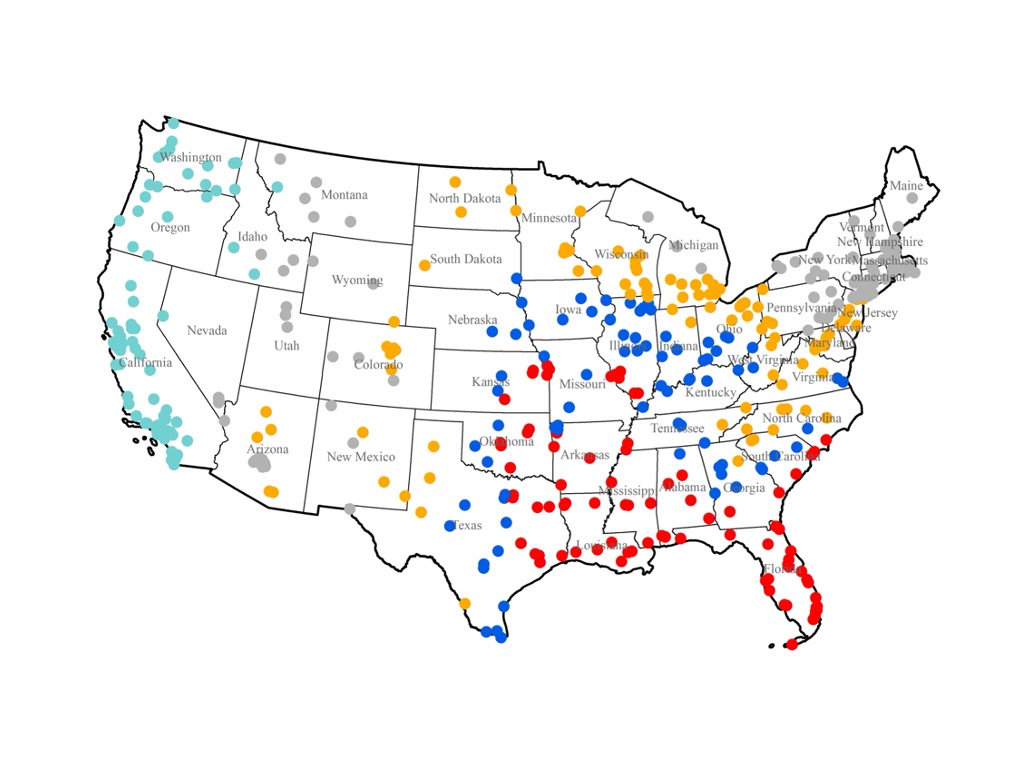 Washington
Maine
Montana
North Dakota
Oregon
Minnesota
Vermont
Idaho
New Hampshire
Michigan
South Dakota
Wisconsin
New York
Massachusetts
Wyoming
Connecticut
Iowa
Pennsylvania
New Jersey
Nebraska
Nevada
Ohio
Delaware
Utah
Illinois
Indiana
Maryland
California
Colorado
West Virginia
Kansas
Missouri
Virginia
Kentucky
North Carolina
Tennessee
Oklahoma
Arizona
New Mexico
Arkansas
South Carolina
Mississippi
Alabama
Georgia
Texas
Louisiana
Florida